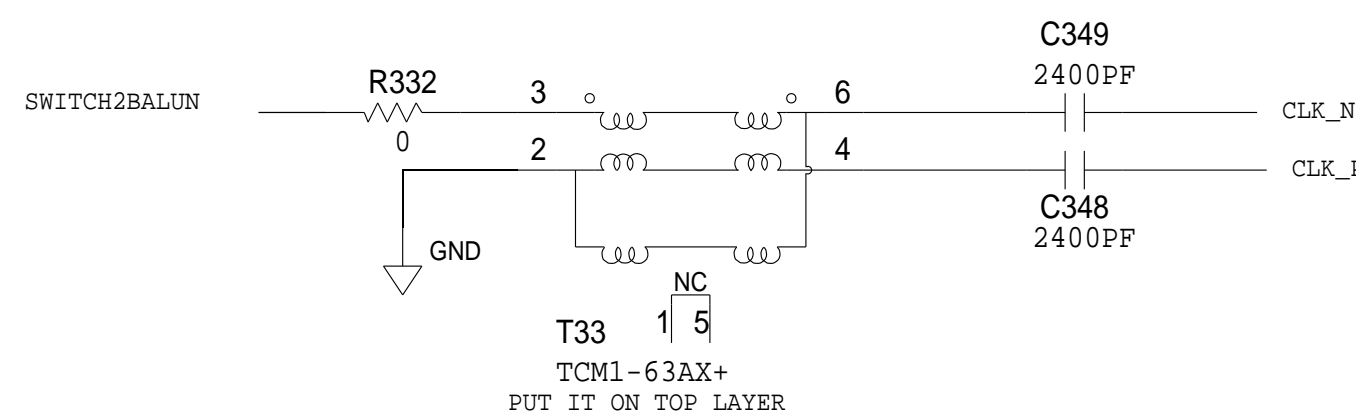 C349
2400PF
SWITCH2BALUN
R332
0
3
6
CLK_N
2
4
CLK_P
C348
2400PF
GND
NC
1
5
T33
TCM1-63AX+
PUT IT ON TOP LAYER